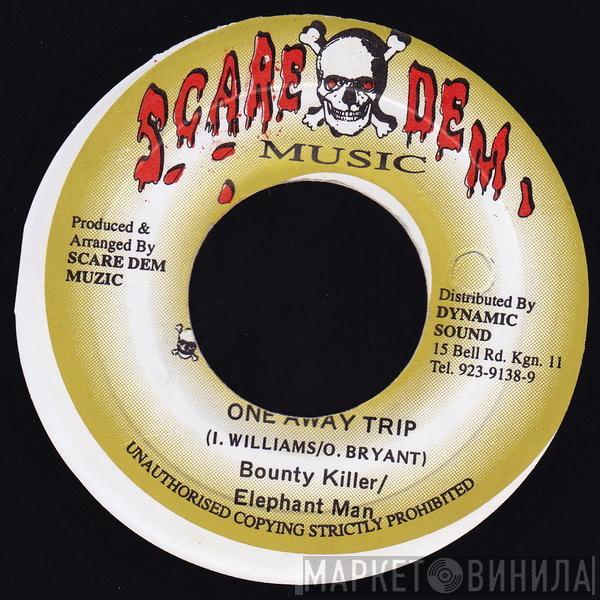 SCARE DEM
MUSIC
Produced &
Arranged By
SCARE DEM
MUZIC
Distributed By
DYNAMIC
SOUND
15 Bell Rd. Kgn. 11
Tel. 923-9138-9
ONE AWAY TRIP
(I. WILLIAMS/O. BRYANT)
Bounty Killer/
Elephant Man
UNAUTHORISED COPYING STRICTLY PROHIBITED
МАРКЕТ ВИНИЛА